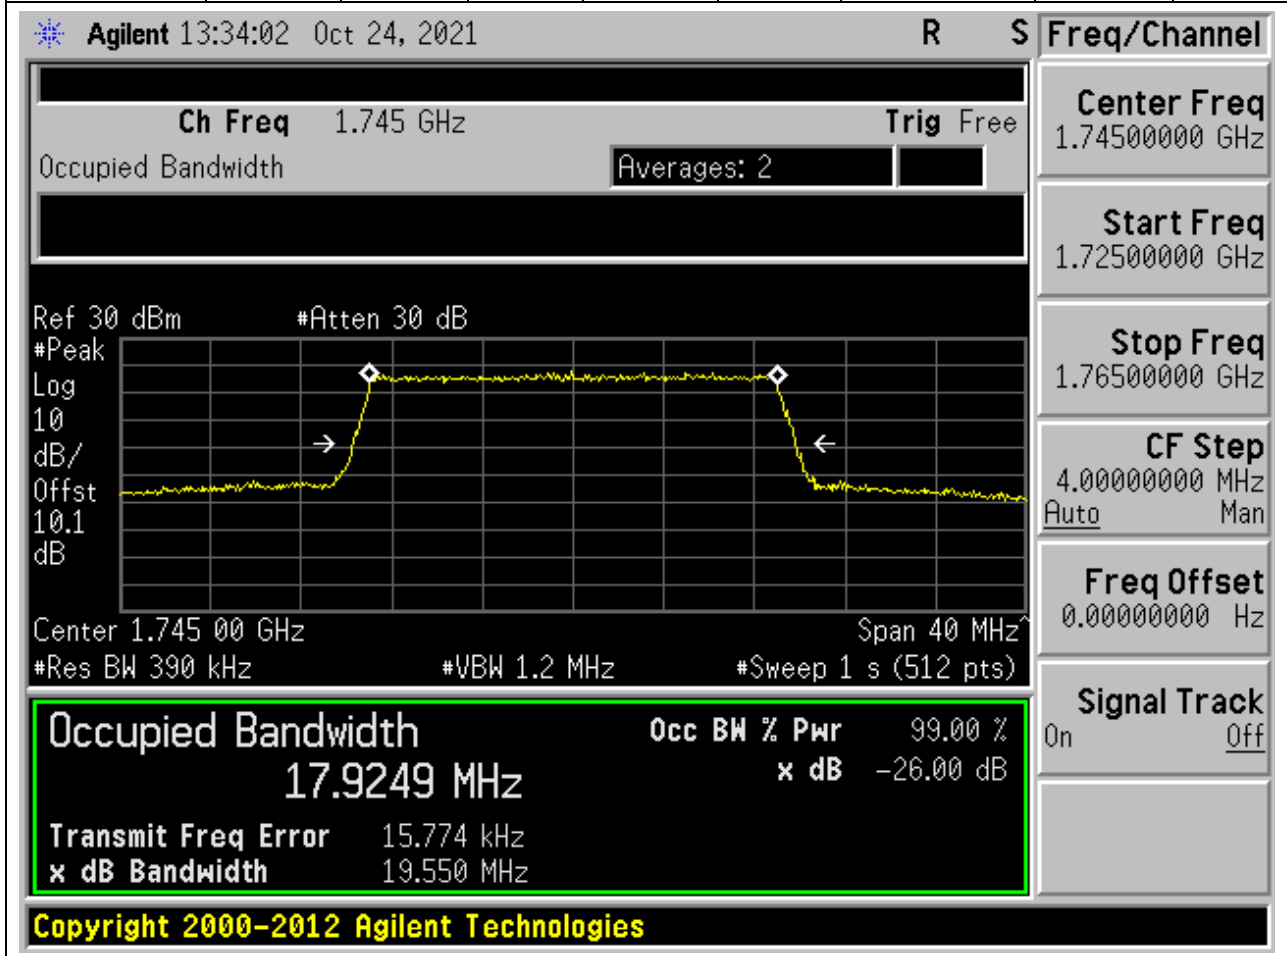 Agilent 13:34:02 Oct 24, 2021 R S
Freq/Channel
Ch Freq 1.745 GHz Trig Free
Occupied Bandwidth Averages: 2
Ref 30 dBm #Atten 30 dB
#Peak
Log
10
dB/
Offst
10.1
dB
Center 1.745 00 GHz Span 40 MHz^
#Res BW 390 kHz #VBW 1.2 MHz #Sweep 1 s (512 pts)
Occupied Bandwidth Occ BW % Pwr 99.00 %
17.9249 MHz x dB -26.00 dB
Transmit Freq Error 15.774 kHz
x dB Bandwidth 19.550 MHz
Copyright 2000-2012 Agilent Technologies
Center Freq
1.74500000 GHz
Start Freq
1.72500000 GHz
Stop Freq
1.76500000 GHz
CF Step
4.00000000 MHz
Auto Man
Freq Offset
0.00000000 Hz
Signal Track
On Off